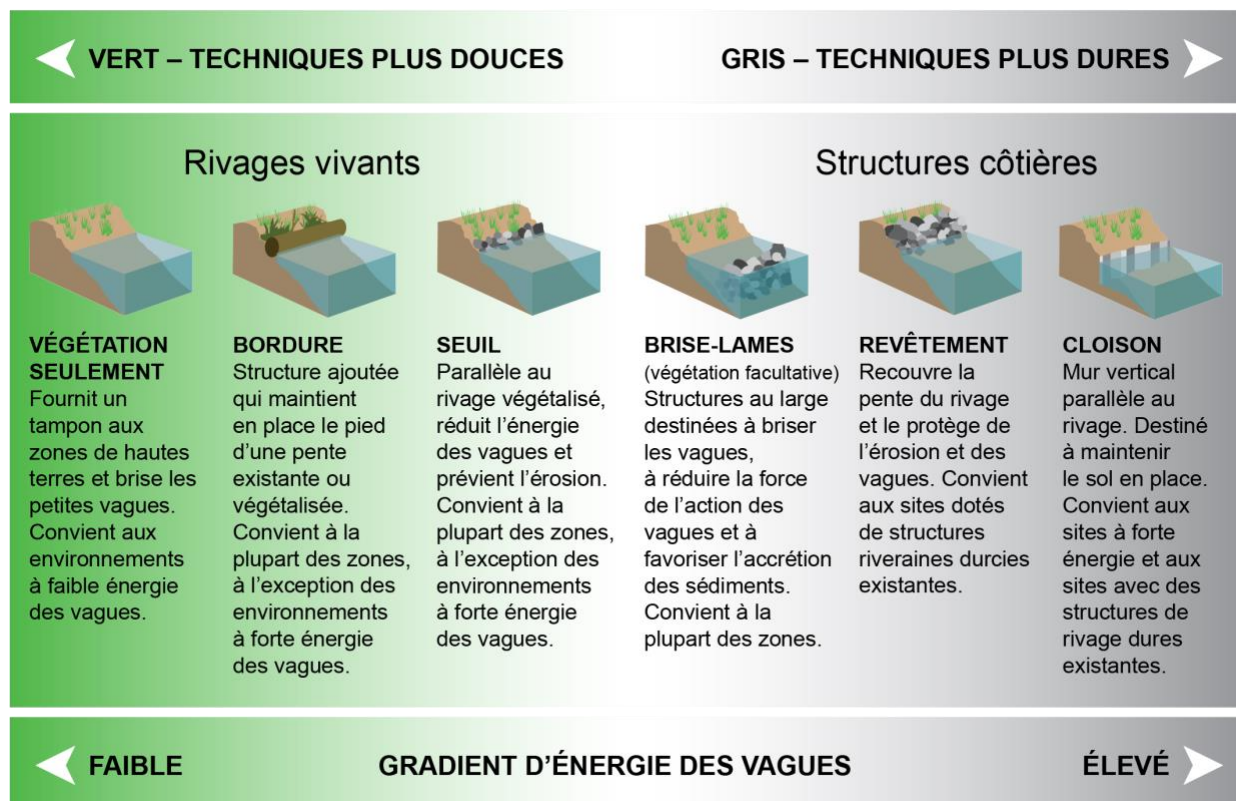 VERT – TECHNIQUES PLUS DOUCES
GRIS – TECHNIQUES PLUS DURES
Rivages vivants
Structures côtières
VÉGÉTATION
SEULEMENT
Fournit un
tampon aux
zones de hautes
terres et brise les
petites vagues.
Convient aux
environnements
à faible énergie
des vagues.
BORDURE
Structure ajoutée
qui maintient
en place le pied
d’une pente
existante ou
végétalisée.
Convient à la
plupart des zones,
à l’exception des
environnements
à forte énergie
des vagues.
SEUIL
Parallèle au
rivage végétalisé,
réduit l’énergie
des vagues et
prévient l’érosion.
Convient à la
plupart des zones,
à l’exception des
environnements
à forte énergie
des vagues.
BRISE-LAMES
(végétation facultative)
Structures au large
destinées à briser
les vagues,
à réduire la force
de l’action des
vagues et à
favoriser l’accrétion
des sédiments.
Convient à la
plupart des zones.
REVÊTEMENT
Recouvre la
pente du rivage
et le protège de
l’érosion et des
vagues. Convient
aux sites dotés
de structures
riveraines durcies
existantes.
CLOISON
Mur vertical
parallèle au
rivage. Destiné
à maintenir
le sol en place.
Convient aux
sites à forte
énergie et aux
sites avec des
structures de
rivage dures
existantes.
FAIBLE
GRADIENT D’ÉNERGIE DES VAGUES
ÉLEVÉ